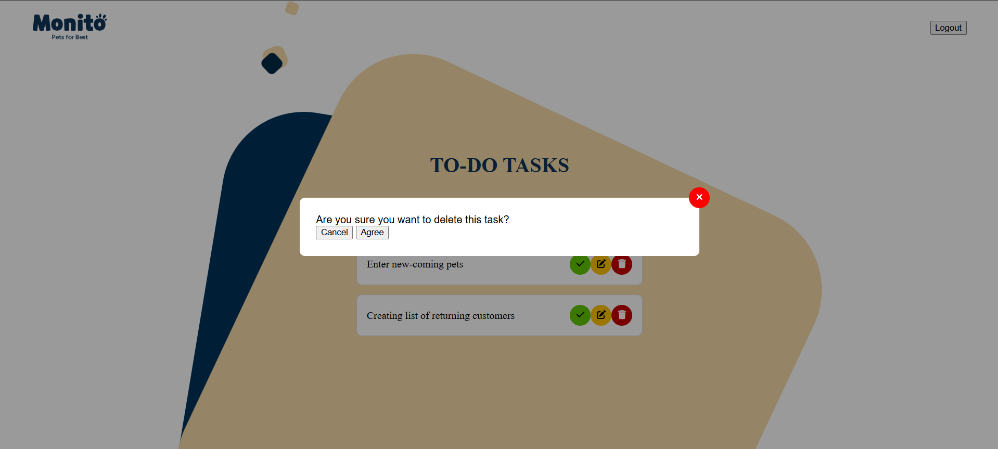 Monito
Pets for Best
Logout
TO-DO TASKS
Are you sure you want to delete this task?
Cancel Agree
Enter new-coming pets
Creating list of returning customers